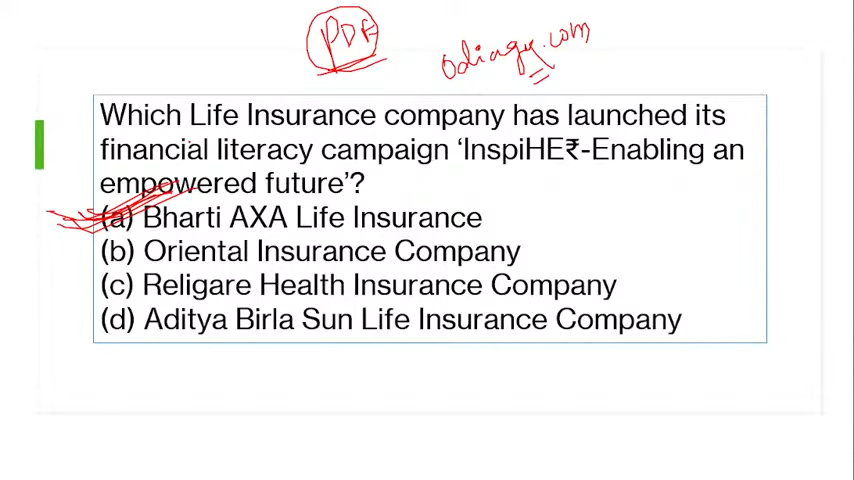 PDF
odiagk.com
Which Life Insurance company has launched its
financial literacy campaign ‘InspiHE₹-Enabling an
empowered future’?
(a) Bharti AXA Life Insurance
(b) Oriental Insurance Company
(c) Religare Health Insurance Company
(d) Aditya Birla Sun Life Insurance Company